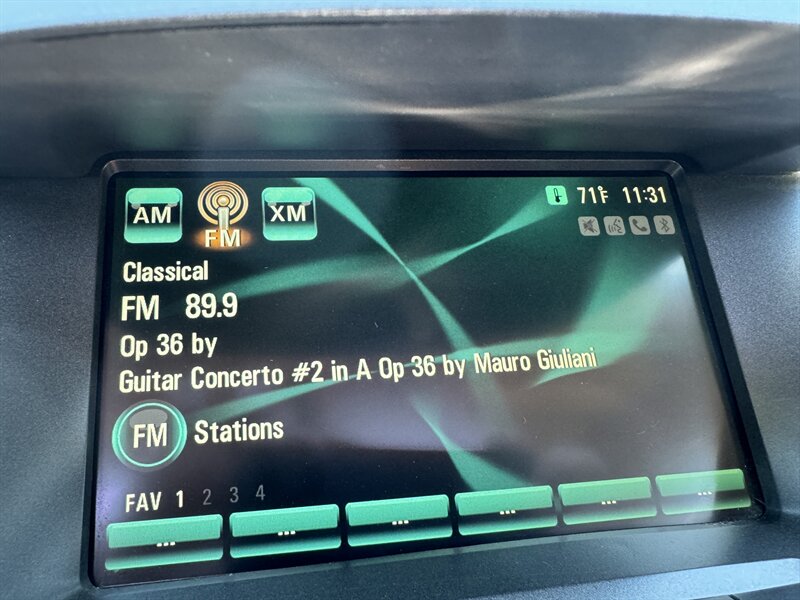 AM FM XM 71°F 11:31
Classical
FM 89.9
Op 36 by
Guitar Concerto #2 in A Op 36 by Mauro Giuliani
FM Stations
FAV 1 2 3 4
... ... ... ... ... ...